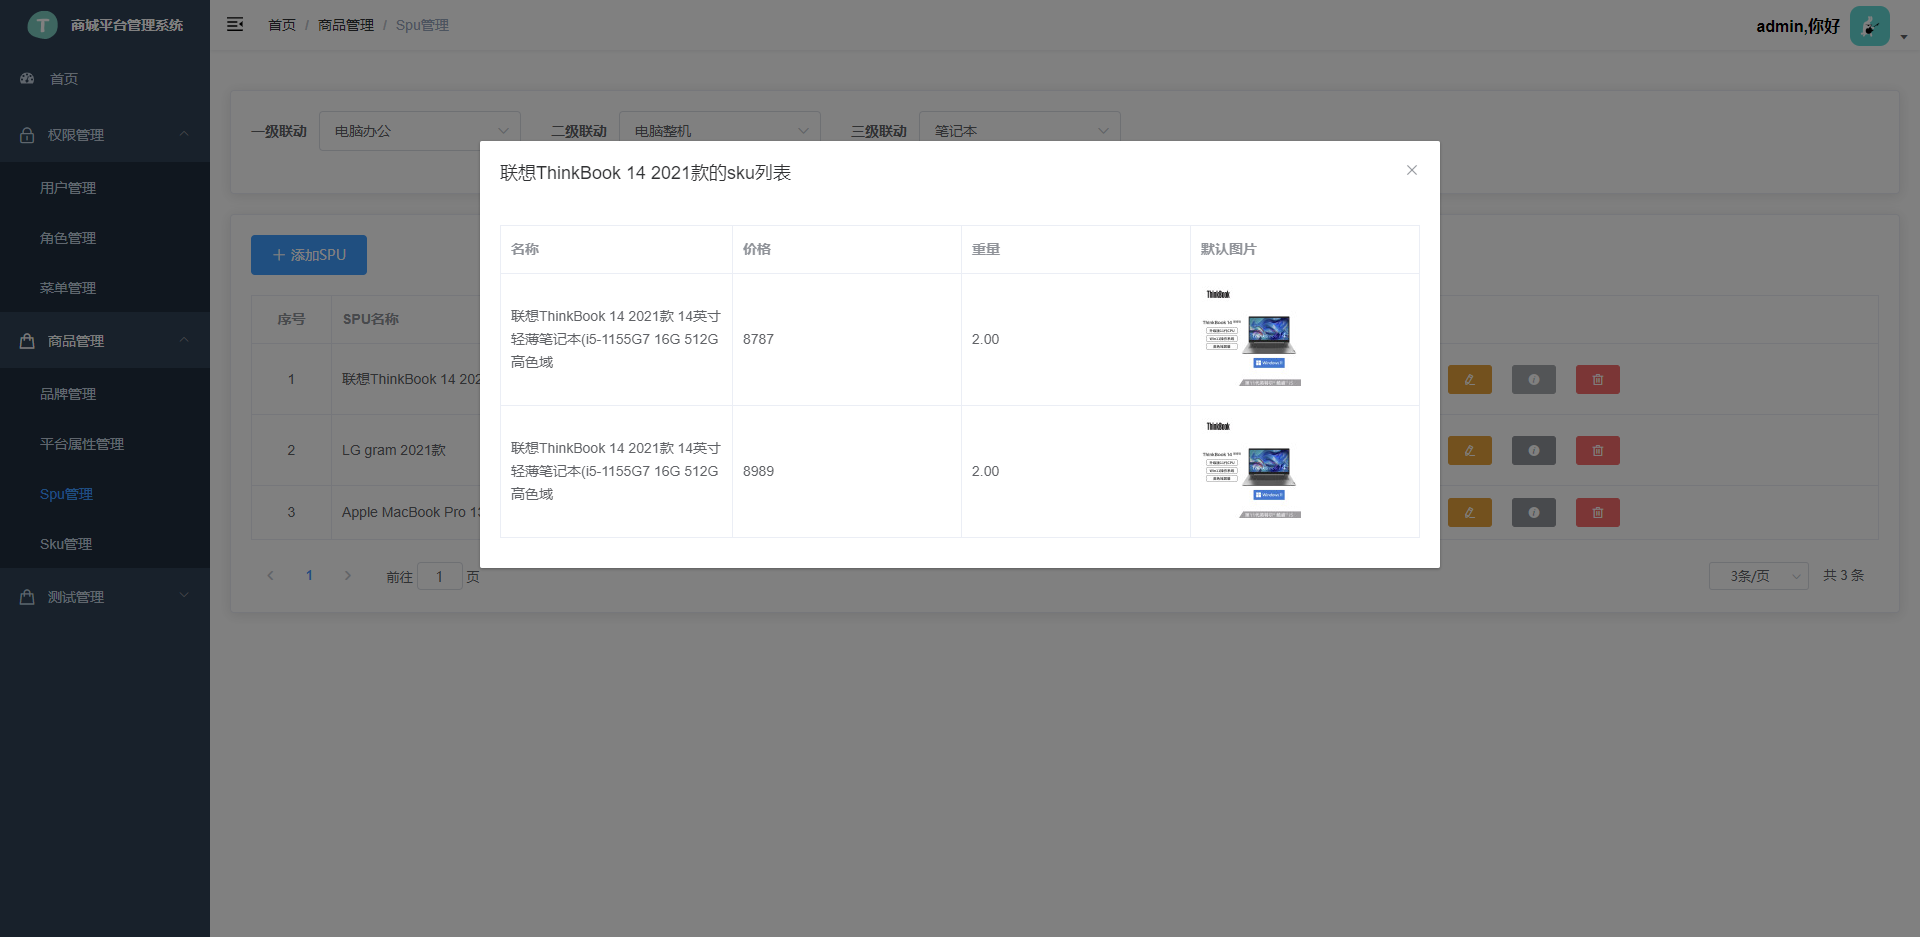 T 商城平台管理系统
首页
权限管理
用户管理
角色管理
菜单管理
商品管理
品牌管理
平台属性管理
Spu管理
Sku管理
测试管理
首页 / 商品管理 / Spu管理
admin,你好
一级联动 电脑办公 二级联动 电脑整机 三级联动 笔记本
添加SPU
序号 SPU名称
1 联想ThinkBook 14 202
2 LG gram 2021款
3 Apple MacBook Pro 13
1 前往 1 页
3条/页 共 3 条
联想ThinkBook 14 2021款的sku列表
名称 价格 重量 默认图片
联想ThinkBook 14 2021款 14英寸
轻薄笔记本(i5-1155G7 16G 512G
高色域
8787
2.00
ThinkBook
ThinkBook 14
联想ThinkBook 14 2021款 14英寸
轻薄笔记本(i5-1155G7 16G 512G
高色域
8989
2.00
ThinkBook
ThinkBook 14